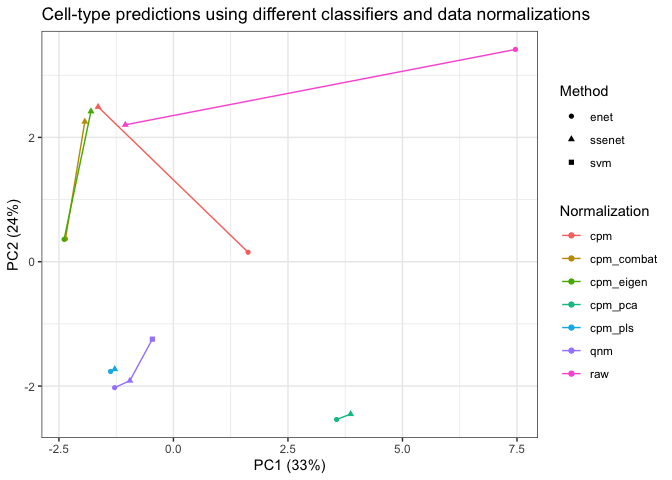 Cell-type predictions using different classifiers and data normalizations
PC2 (24%)
2
0
-2
-2.5
0.0
2.5
5.0
7.5
PC1 (33%)
Method
enet
ssenet
svm
Normalization
cpm
cpm_combat
cpm_eigen
cpm_pca
cpm_pls
qnm
raw